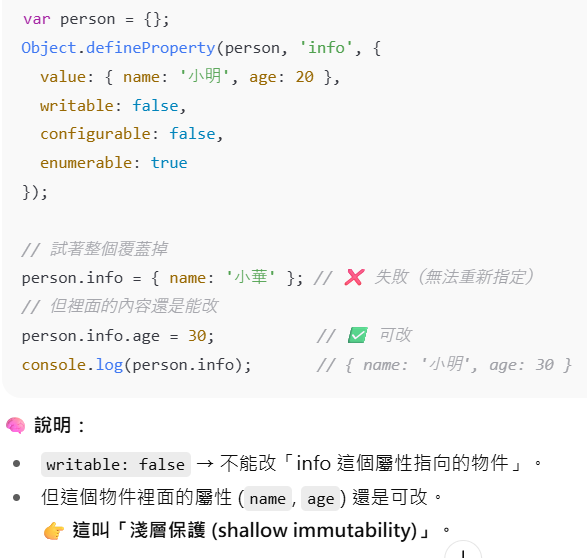 var person = {};
Object.defineProperty(person, 'info', {
  value: { name: '小明', age: 20 },
  writable: false,
  configurable: false,
  enumerable: true
});

// 試著整個覆蓋掉
person.info = { name: '小華' }; // ❌ 失敗（無法重新指定）
// 但裡面的內容還是能改
person.info.age = 30;           // ✅ 可改
console.log(person.info);       // { name: '小明', age: 30 }
🧠 說明：
• writable: false → 不能改「info 這個屬性指向的物件」。
• 但這個物件裡面的屬性 (name, age) 還是可改。
👉 這叫「淺層保護 (shallow immutability)」。